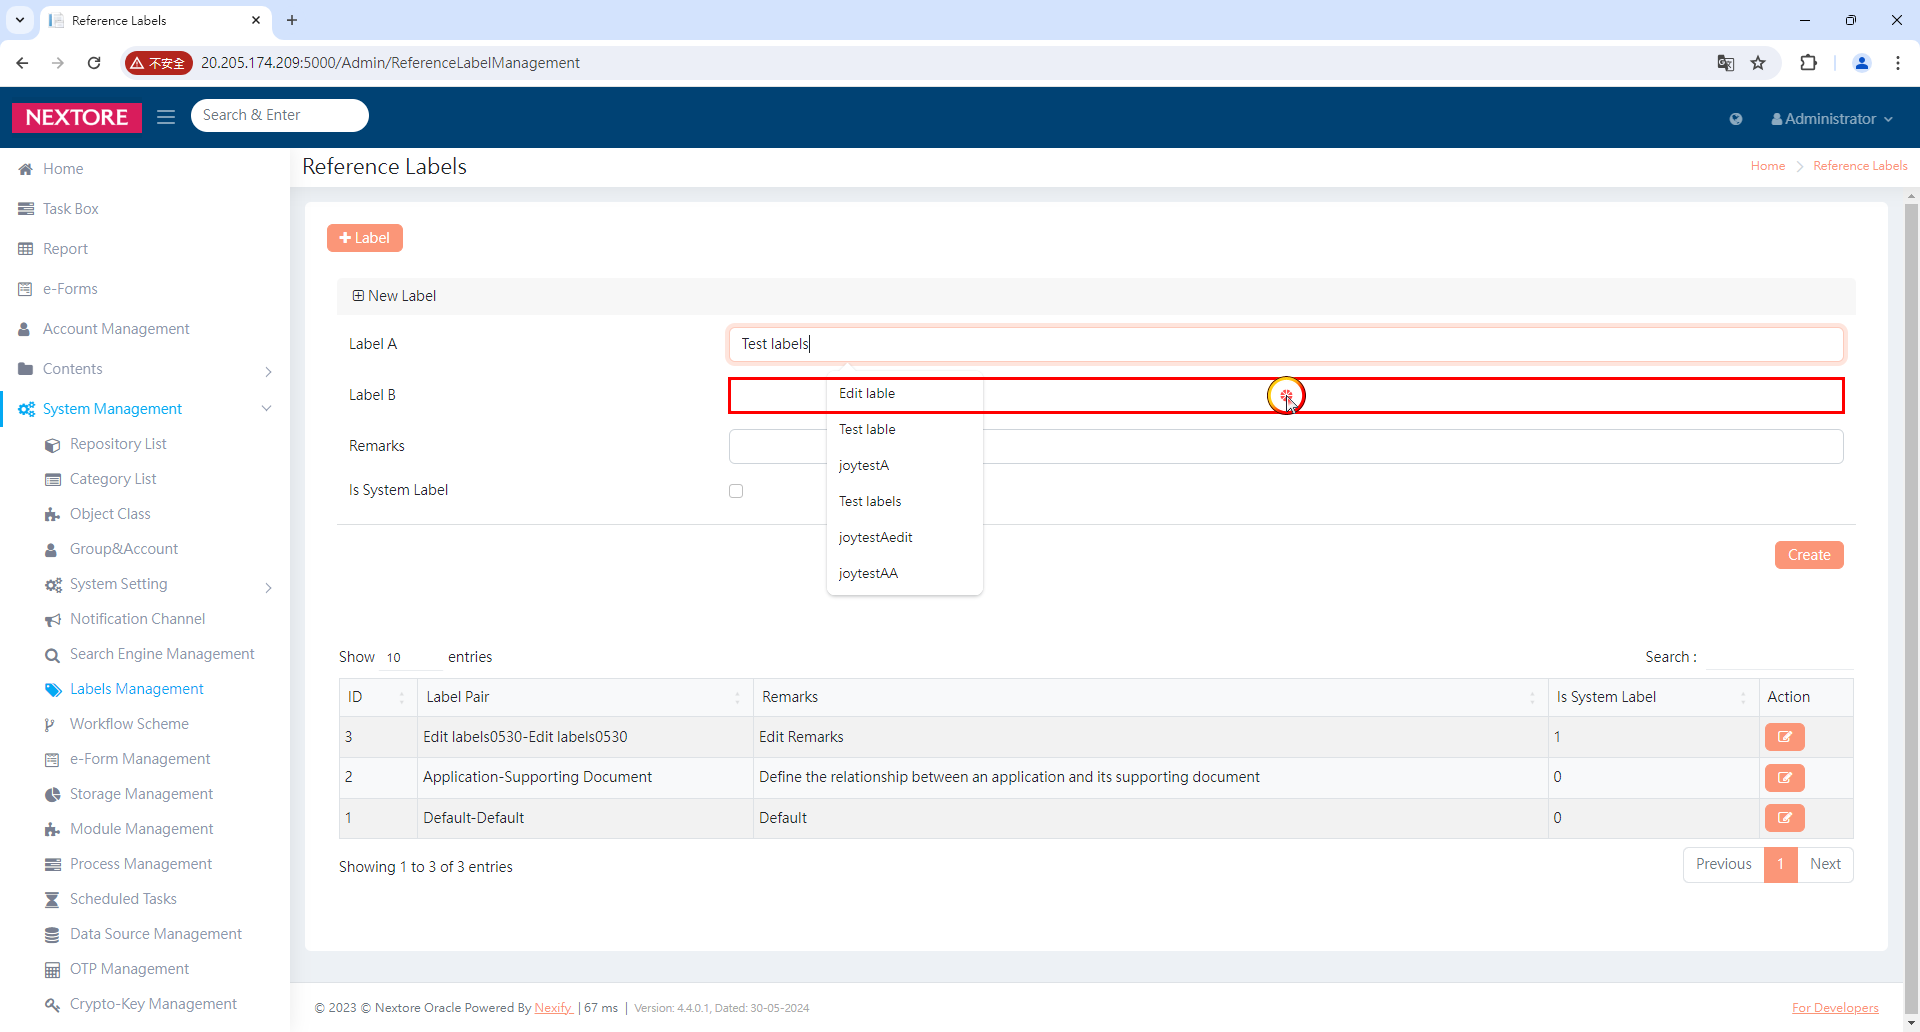 Reference Labels
不安全
20.205.174.209:5000/Admin/ReferenceLabelManagement
NEXTORE
Search & Enter
Administrator
Home
Task Box
Report
e-Forms
Account Management
Contents
System Management
Repository List
Category List
Object Class
Group&Account
System Setting
Notification Channel
Search Engine Management
Labels Management
Workflow Scheme
e-Form Management
Storage Management
Module Management
Process Management
Scheduled Tasks
Data Source Management
OTP Management
Crypto-Key Management
Reference Labels
Home > Reference Labels
+ Label
New Label
Label A
Test labels
Label B
Remarks
Is System Label
Edit lable
Test lable
joytestA
Test labels
joytestAedit
joytestAA
Create
Show 10 entries
Search :
ID Label Pair Remarks Is System Label Action
3 Edit labels0530-Edit labels0530 Edit Remarks 1
2 Application-Supporting Document Define the relationship between an application and its supporting document 0
1 Default-Default Default 0
Showing 1 to 3 of 3 entries
Previous 1 Next
© 2023 © Nextore Oracle Powered By Nexify | 67 ms | Version: 4.4.0.1, Dated: 30-05-2024
For Developers